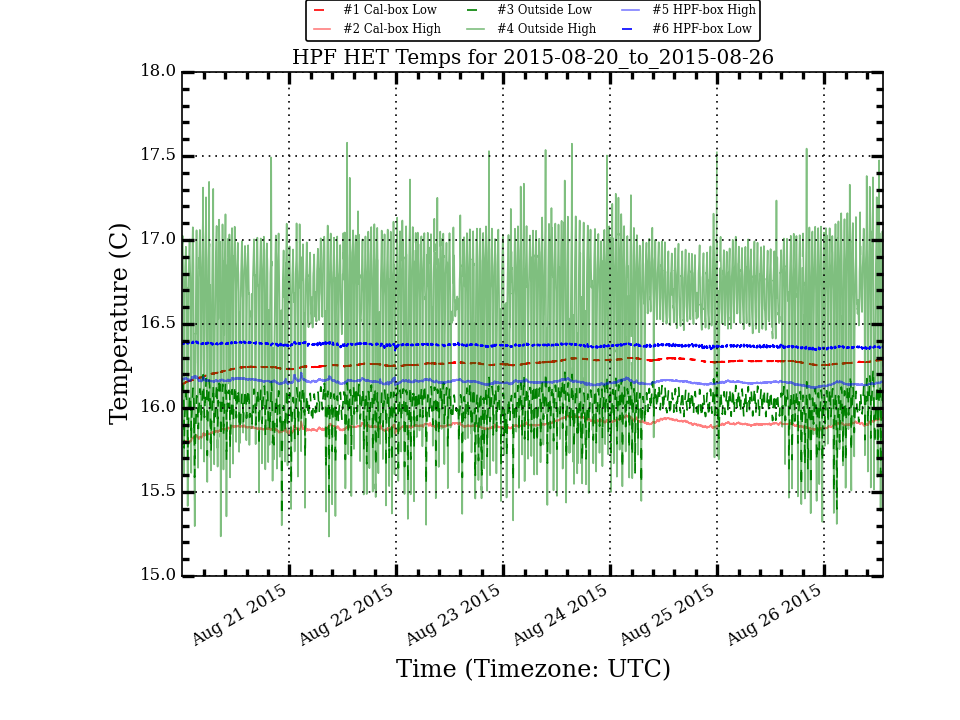 #1 Cal-box Low #3 Outside Low #5 HPF-box High
#2 Cal-box High #4 Outside High #6 HPF-box Low
HPF HET Temps for 2015-08-20_to_2015-08-26
18.0
17.5
17.0
16.5
16.0
15.5
15.0
Temperature (C)
Aug 21 2015 Aug 22 2015 Aug 23 2015 Aug 24 2015 Aug 25 2015 Aug 26 2015
Time (Timezone: UTC)